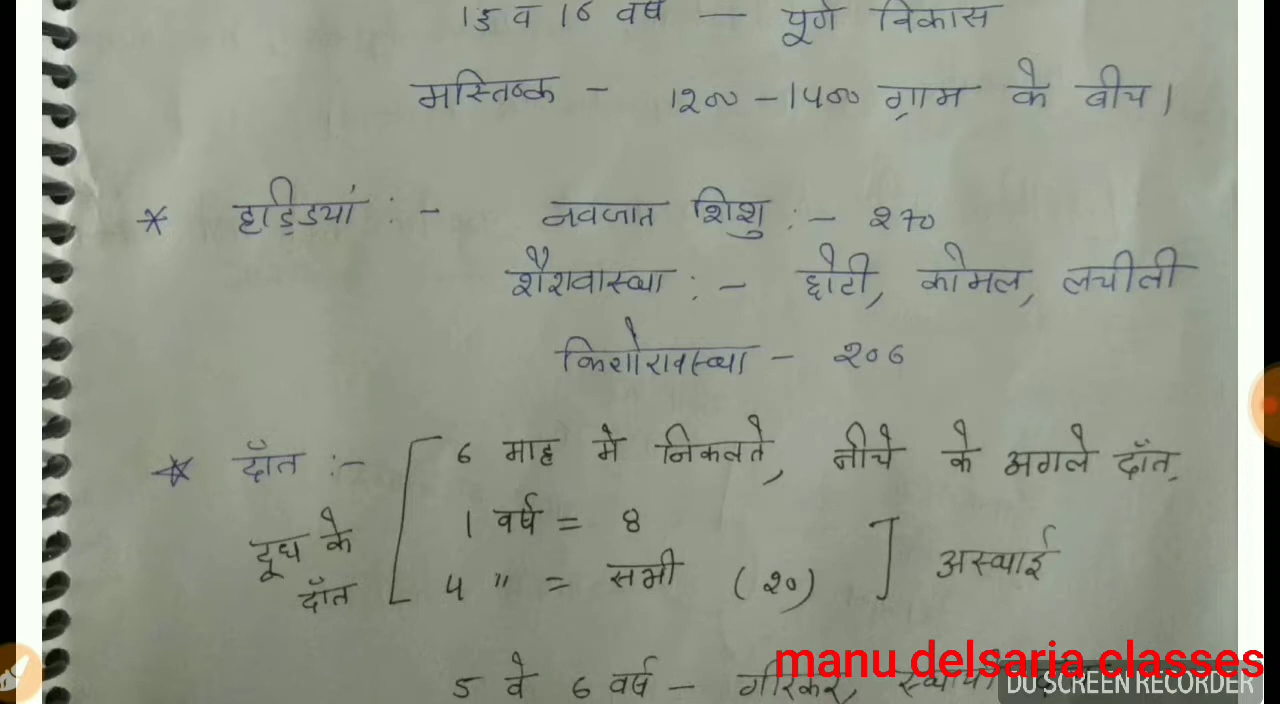 15 व 16 वर्ष — पूर्ण विकास
मस्तिष्क - 1200 - 1400 ग्राम के बीच।
* हड्डियां :- नवजात शिशु :- 270
शैशवास्था :- छोटी, कोमल, लचीली
किशोरावस्था - 206
* दाँत :- 6 माह मे निकलते, नीचे के अगले दाँत,
दूध के दाँत
1 वर्ष = 8
4 " = सभी (20) अस्थाई
5 वे 6 वर्ष - गिरकर, स्थायी
manu delsaria classes
DU SCREEN RECORDER